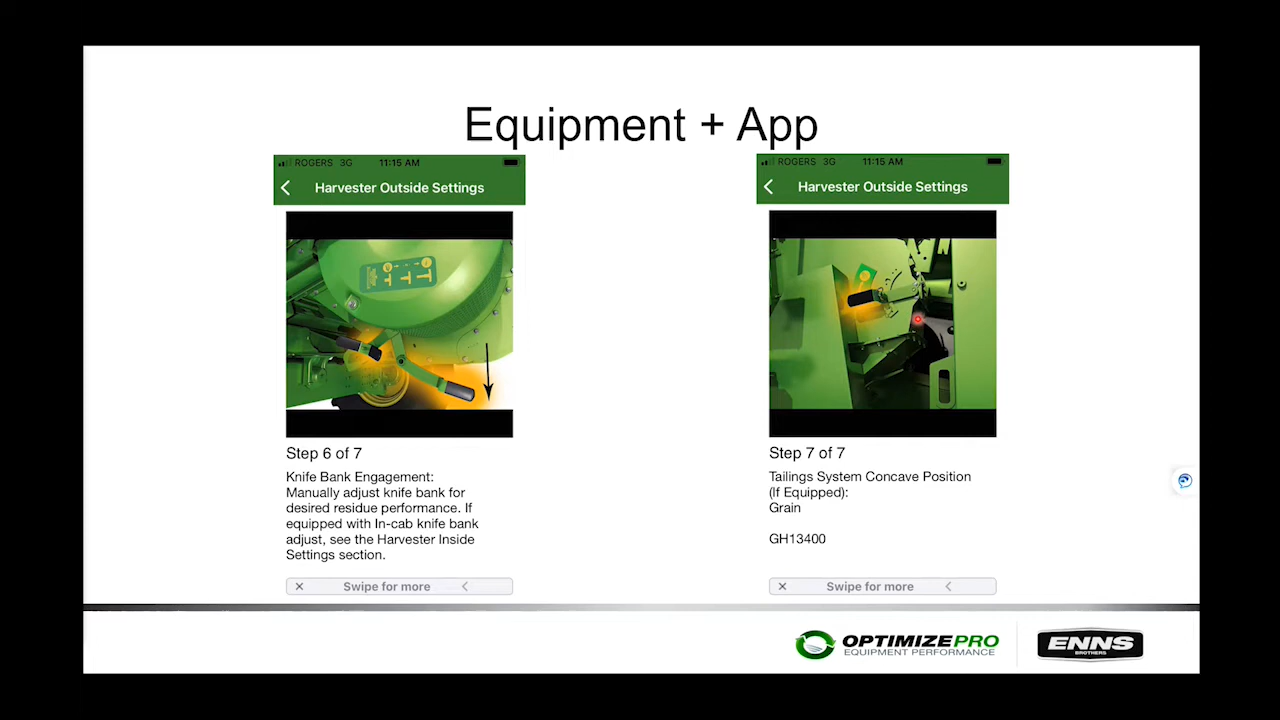 Equipment + App
ROGERS 3G 11:15 AM
Harvester Outside Settings
Step 6 of 7
Knife Bank Engagement:
Manually adjust knife bank for
desired residue performance. If
equipped with In-cab knife bank
adjust, see the Harvester Inside
Settings section.
Swipe for more
ROGERS 3G 11:15 AM
Harvester Outside Settings
Step 7 of 7
Tailings System Concave Position
(If Equipped):
Grain
GH13400
Swipe for more
OPTIMIZEPRO
EQUIPMENT PERFORMANCE
ENNS
BROTHERS